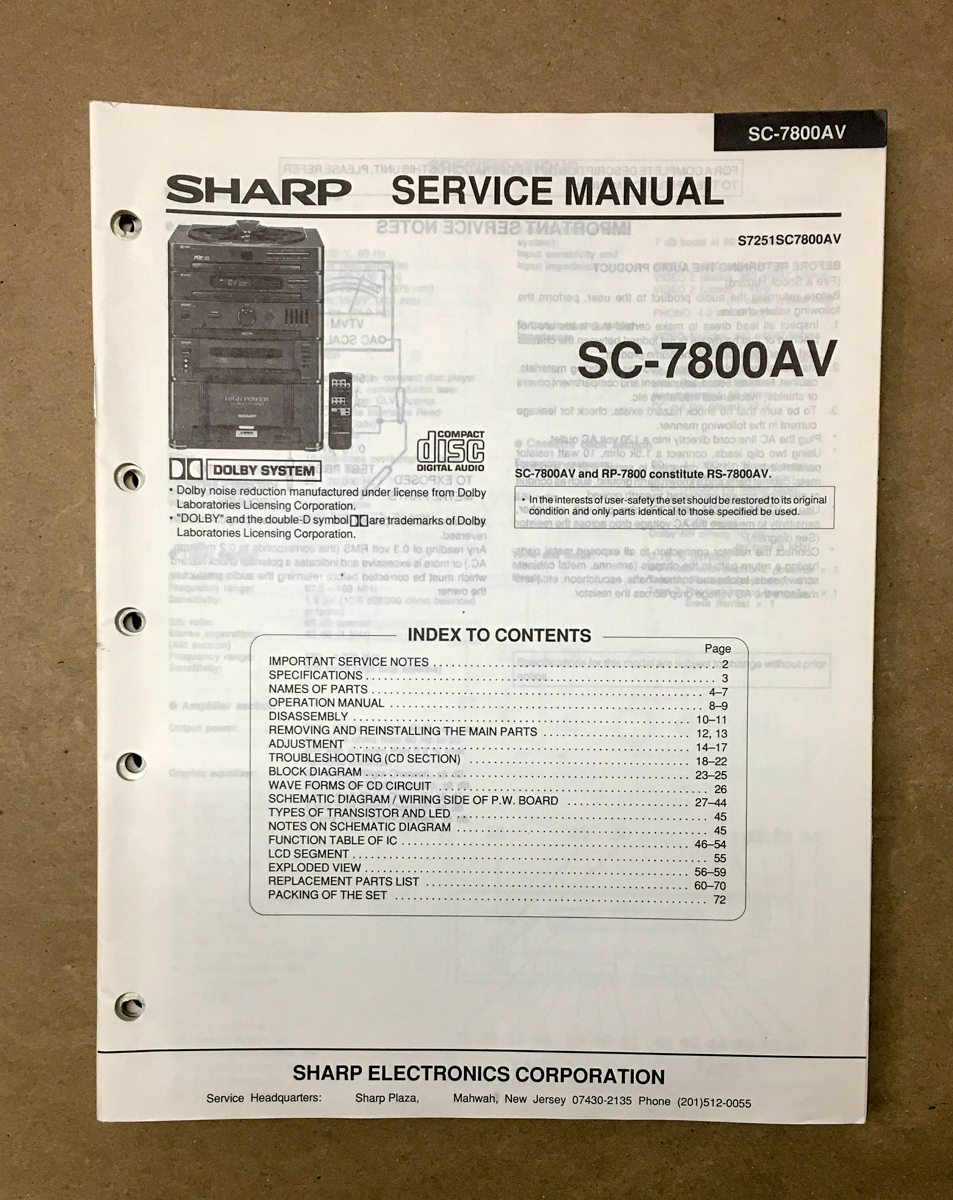 SC-7800AV
SHARP SERVICE MANUAL
S7251SC7800AV
SC-7800AV
HIGH POWER
SHARP
COMPACT
disc
DIGITAL AUDIO
DOLBY SYSTEM
• Dolby noise reduction manufactured under license from Dolby
Laboratories Licensing Corporation.
• "DOLBY" and the double-D symbol are trademarks of Dolby
Laboratories Licensing Corporation.
SC-7800AV and RP-7800 constitute RS-7800AV.
• In the interests of user-safety the set should be restored to its original
condition and only parts identical to those specified be used.
INDEX TO CONTENTS
Page
IMPORTANT SERVICE NOTES . . . . . . . . . . 2
SPECIFICATIONS . . . . . . . . . . 3
NAMES OF PARTS . . . . . . . . . . 4–7
OPERATION MANUAL . . . . . . . . . . 8–9
DISASSEMBLY . . . . . . . . . . 10–11
REMOVING AND REINSTALLING THE MAIN PARTS . . . . . . . . . . 12, 13
ADJUSTMENT . . . . . . . . . . 14–17
TROUBLESHOOTING (CD SECTION) . . . . . . . . . . 18–22
BLOCK DIAGRAM . . . . . . . . . . 23–25
WAVE FORMS OF CD CIRCUIT . . . . . . . . . . 26
SCHEMATIC DIAGRAM / WIRING SIDE OF P.W. BOARD . . . . . . . . . . 27–44
TYPES OF TRANSISTOR AND LED . . . . . . . . . . 45
NOTES ON SCHEMATIC DIAGRAM . . . . . . . . . . 45
FUNCTION TABLE OF IC . . . . . . . . . . 46–54
LCD SEGMENT . . . . . . . . . . 55
EXPLODED VIEW . . . . . . . . . . 56–59
REPLACEMENT PARTS LIST . . . . . . . . . . 60–70
PACKING OF THE SET . . . . . . . . . . 72
SHARP ELECTRONICS CORPORATION
Service Headquarters: Sharp Plaza, Mahwah, New Jersey 07430-2135 Phone (201)512-0055